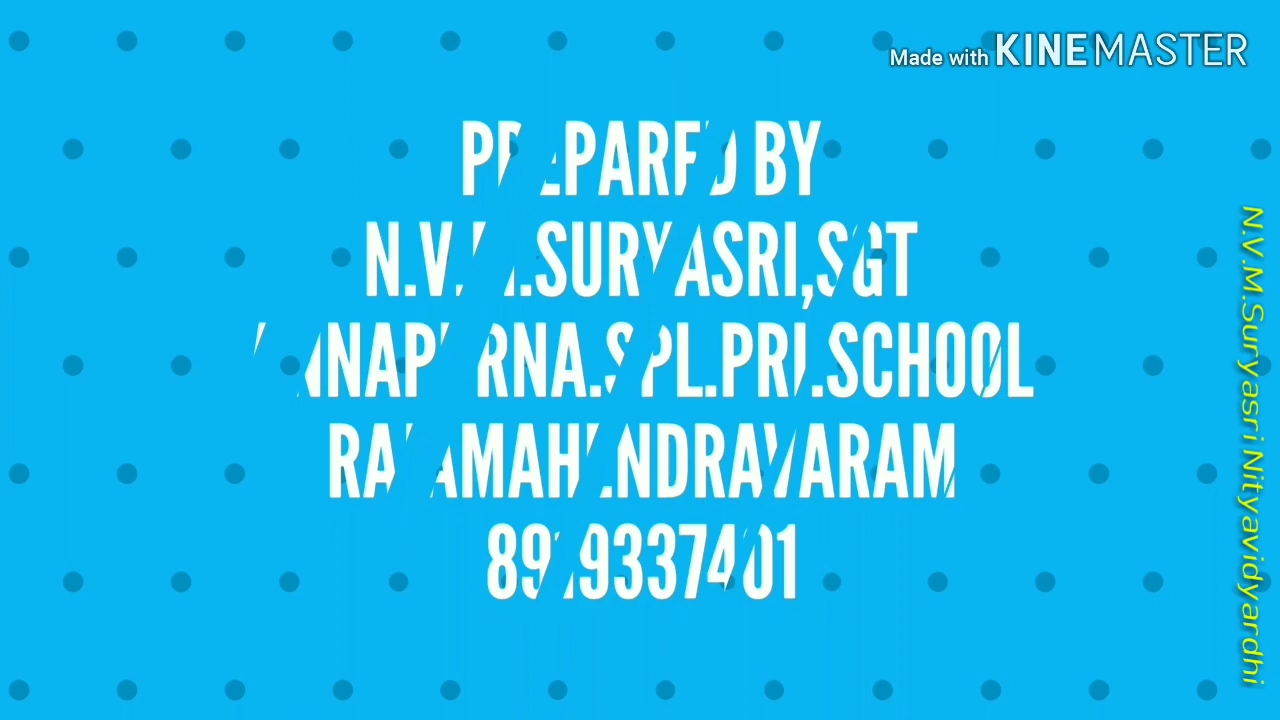 Made with KINEMASTER
PREPARED BY
N.V.M.SURYASRI,SGT
ANNAPURNA.SPL.PRI.SCHOOL
RAJAMAHENDRAVARAM
N.V.M.Suryasri Nityavidyardhi